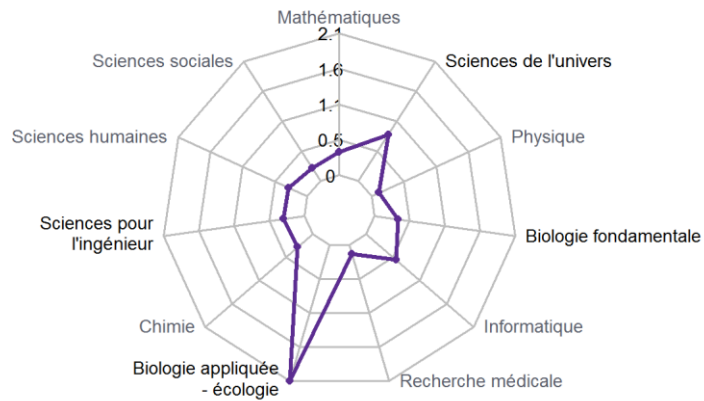 Mathématiques
2.1
Sciences sociales
Sciences de l'univers
1.6
1.1
Sciences humaines
0.5
Physique
0
Sciences pour
l'ingénieur
Biologie fondamentale
Chimie
Informatique
Biologie appliquée
- écologie
Recherche médicale